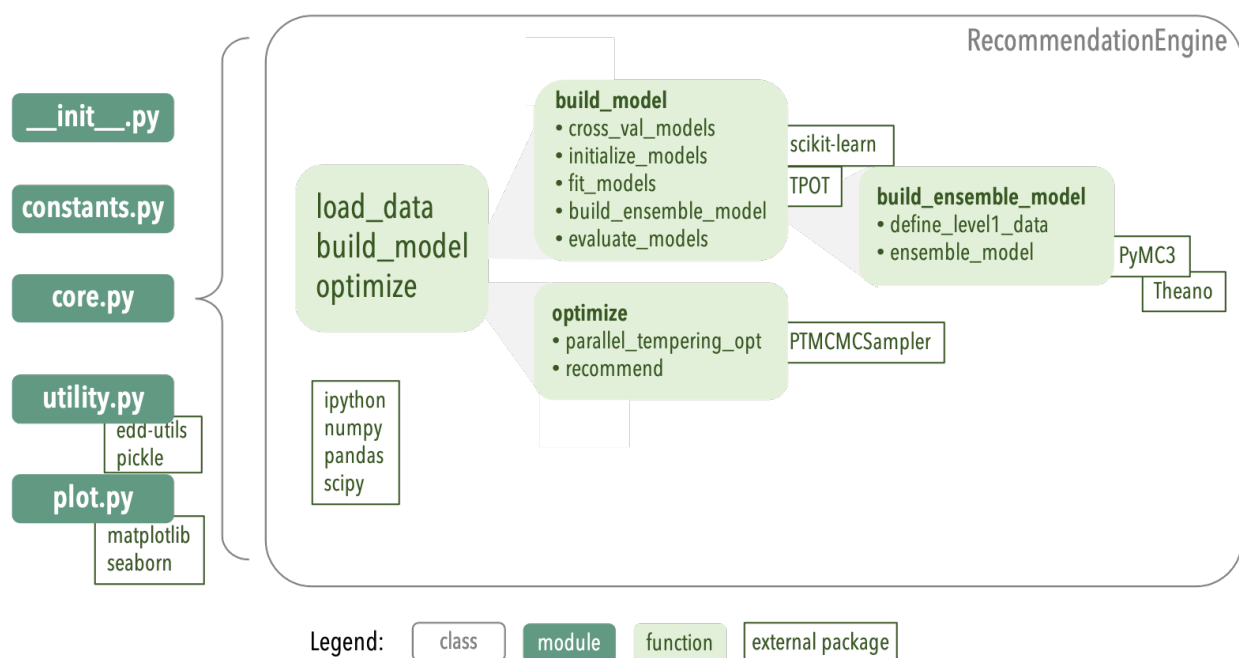 RecommendationEngine
__init__.py
constants.py
core.py
utility.py
edd-utils
pickle
plot.py
matplotlib
seaborn
load_data
build_model
optimize
ipython
numpy
pandas
scipy
build_model
• cross_val_models
• initialize_models
• fit_models
• build_ensemble_model
• evaluate_models
scikit-learn
TPOT
build_ensemble_model
• define_level1_data
• ensemble_model
PyMC3
Theano
optimize
• parallel_tempering_opt
• recommend
PTMCMCSampler
Legend: class module function external package